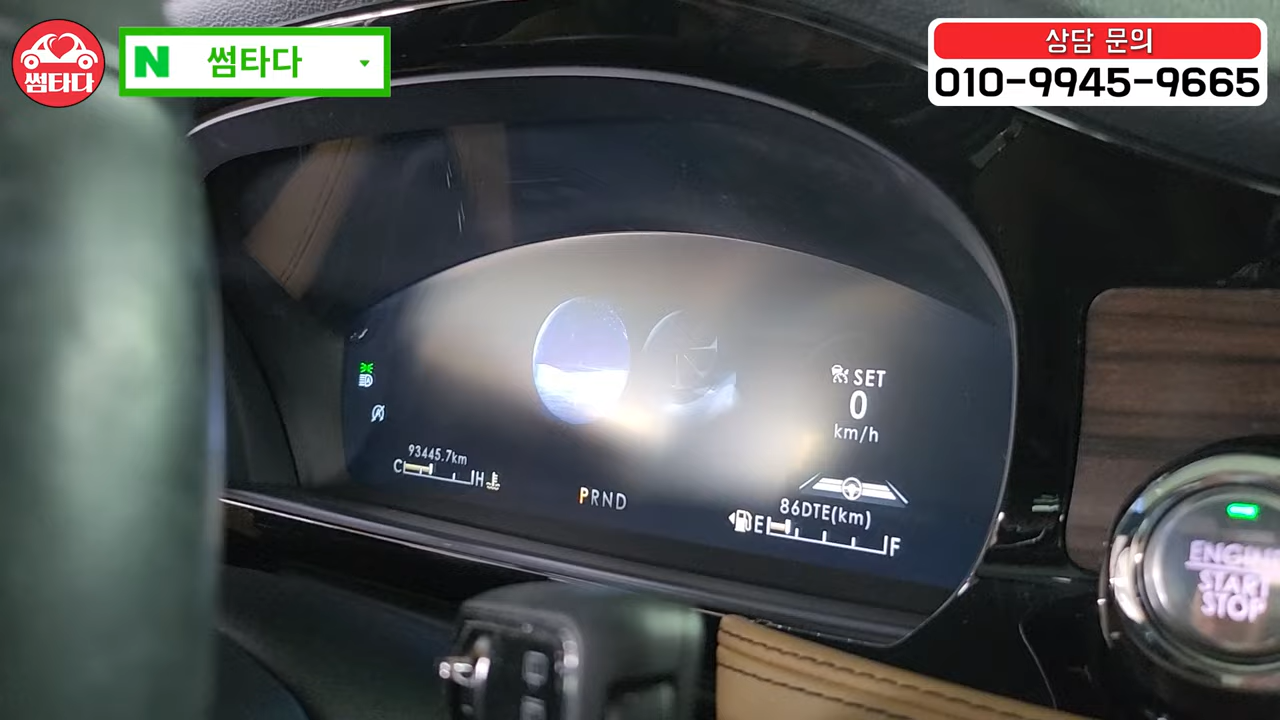 썸타다
N 썸타다
상담 문의
010-9945-9665
SET
0
km/h
93445.7km
C H
PRND
86DTE(km)
E F
ENGINE
START
STOP